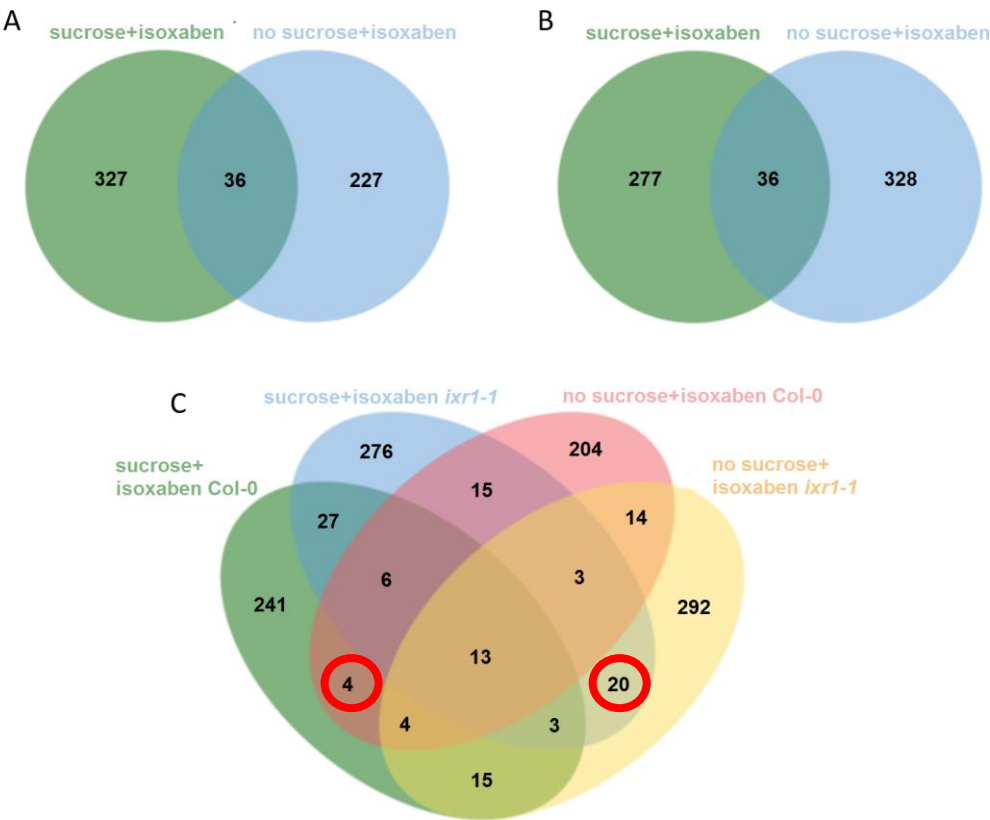 A
sucrose+isoxaben
no sucrose+isoxaben
327
36
227
B
sucrose+isoxaben
no sucrose+isoxaben
277
36
328
C
sucrose+isoxaben ixr1-1
no sucrose+isoxaben Col-0
sucrose+
isoxaben Col-0
no sucrose+
isoxaben ixr1-1
276
204
15
27
14
6
3
241
292
13
4
20
4
3
15